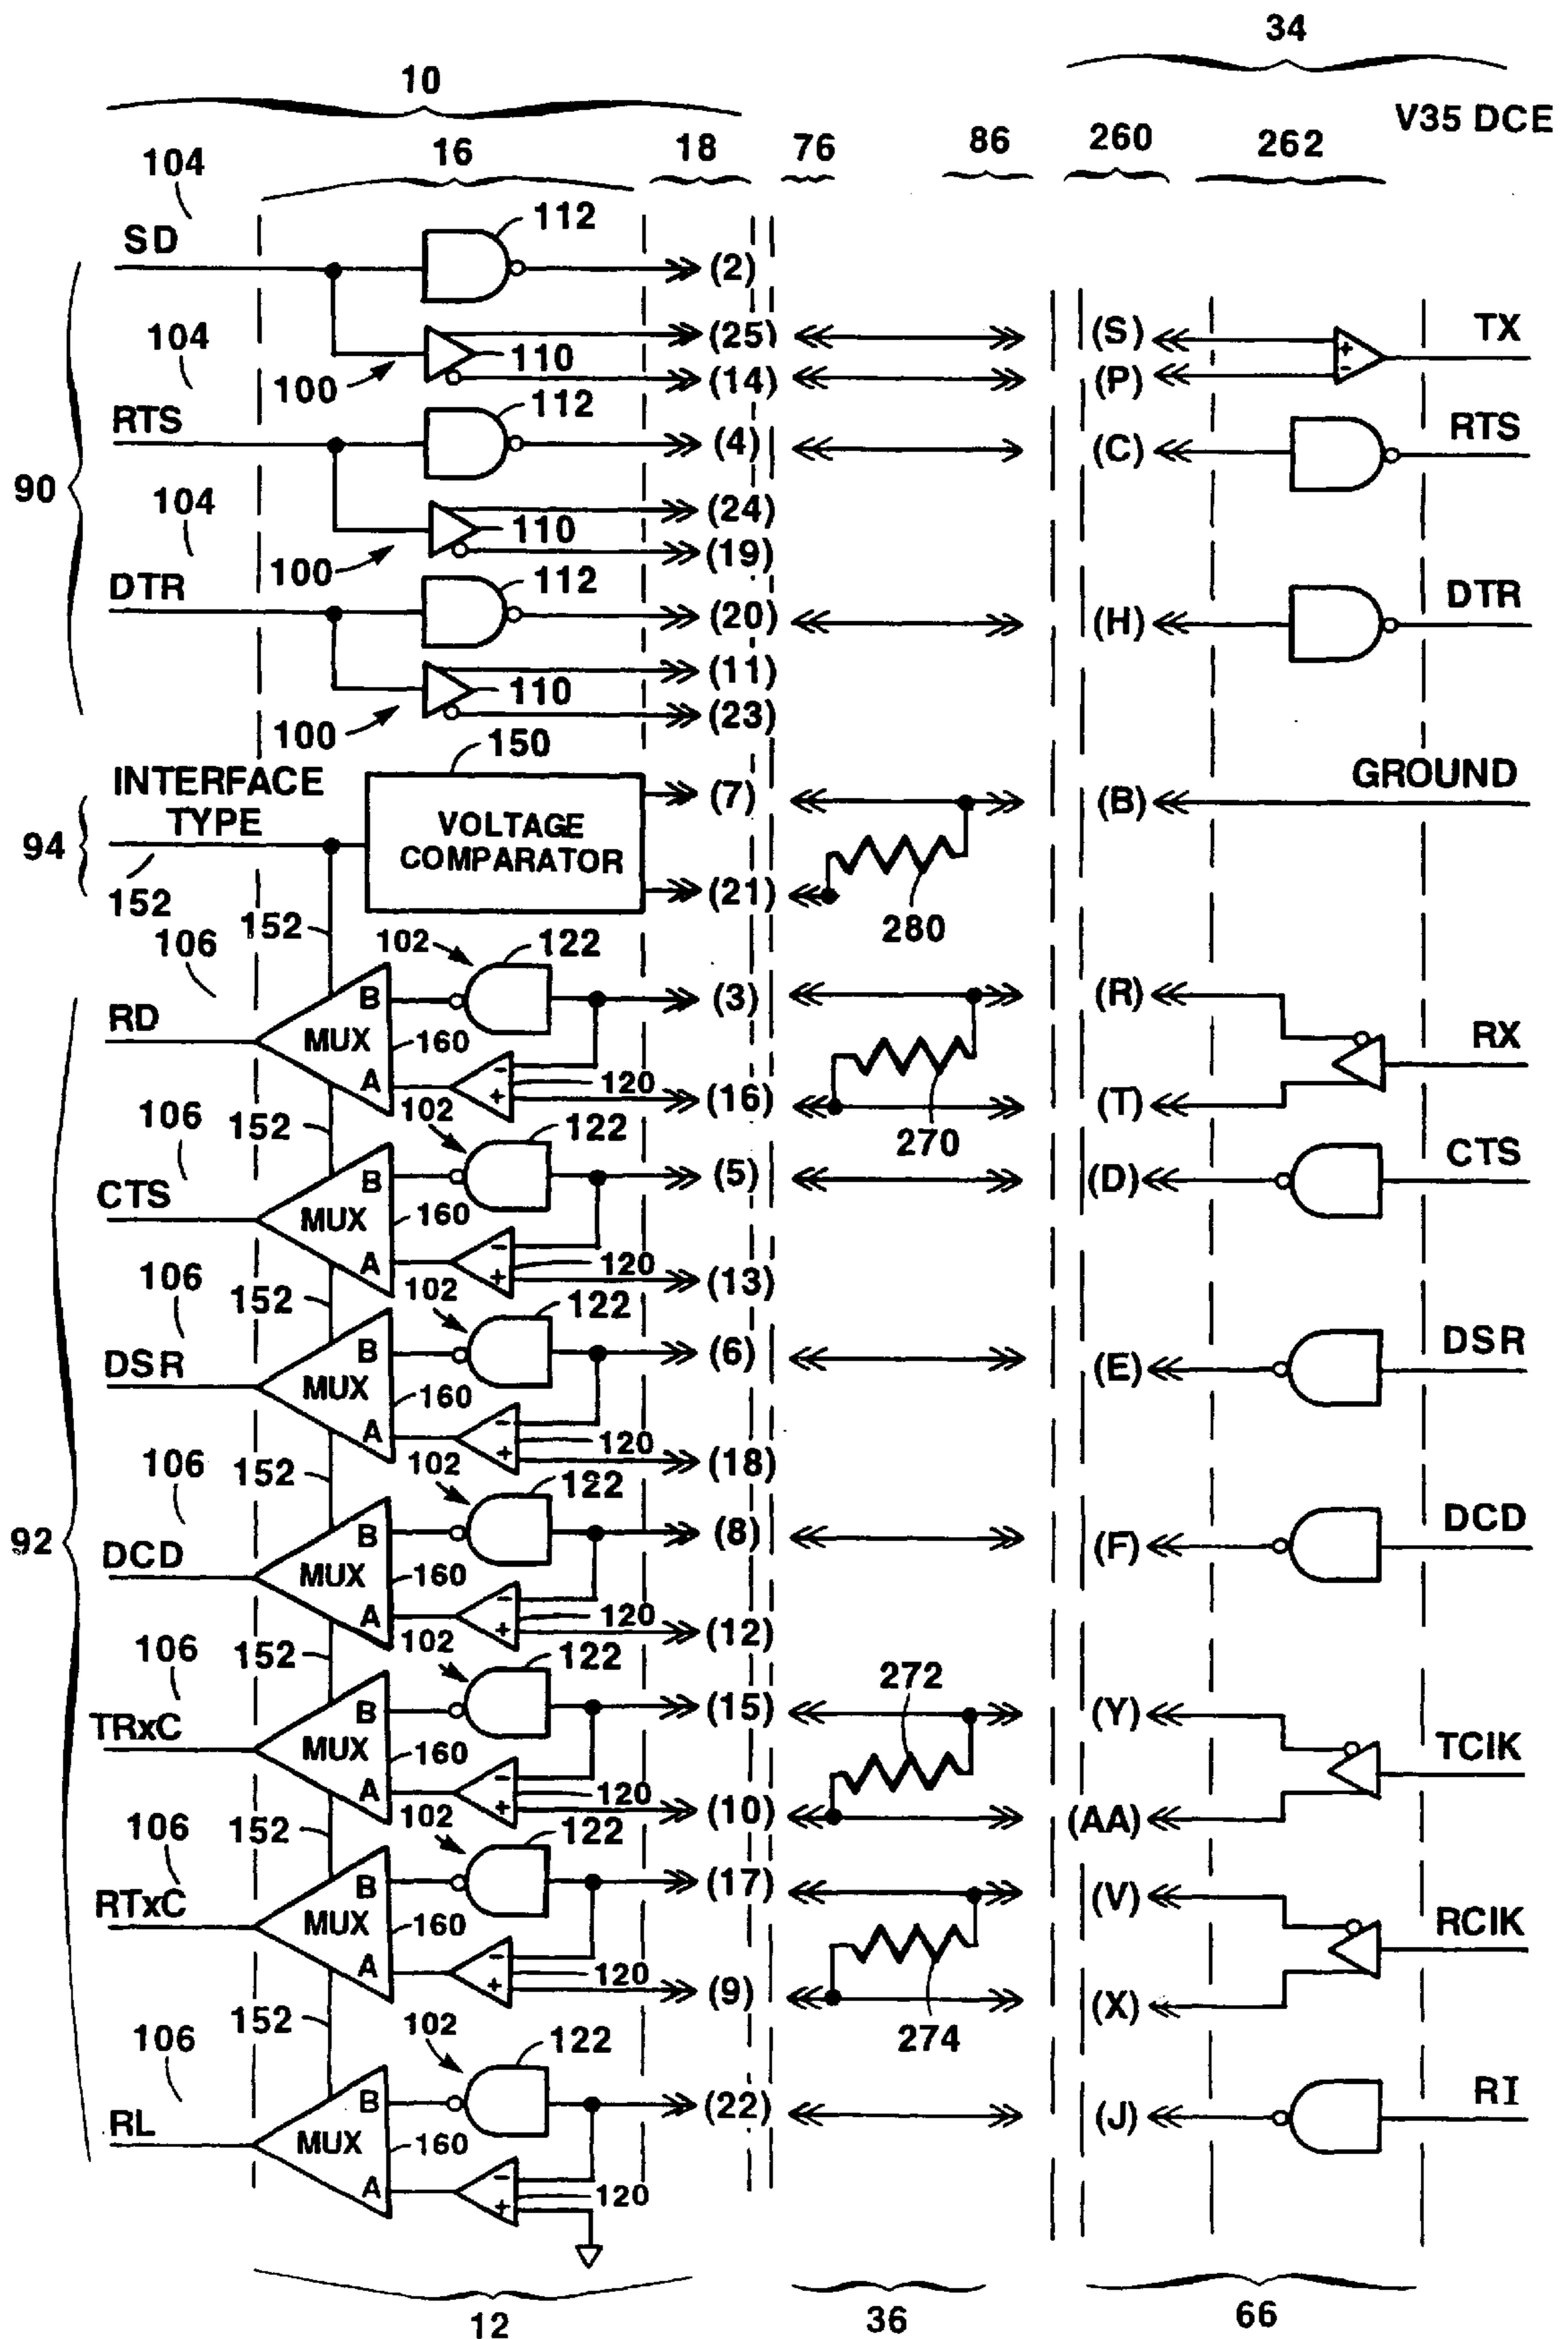 34
10
V35 DCE
16 18 76 86 260 262
104
SD 112 (2)
(25) (S) TX
104 110
100 (14) (P)
112
RTS (4) (C) RTS
90
104 (24)
110
100 (19)
112
DTR (20) (H) DTR
(11)
110
100 (23)
150
INTERFACE (7) (B) GROUND
TYPE VOLTAGE
94 COMPARATOR
152 (21)
152 280
106 102 122
B (3) (R)
RD MUX 160 RX
A - + 120 (16) (T)
106 152 102 122 270
B (5) (D) CTS
CTS MUX 160
A - + 120 (13)
106 152 102 122
B (6) (E) DSR
DSR MUX 160
A - + 120 (18)
106 152 102 122
92 B (8) (F) DCD
DCD MUX 160
A - + 120 (12)
106 152 102 122 272
B (15) (Y)
TRxC MUX 160 TCIK
A - + 120 (10) (AA)
106 152 102 122
B (17) (V)
RTxC MUX 160 RCIK
A - + 120 (9) (X)
106 152 102 122 274
B (22) (J) RI
RL MUX 160
A - + 120
12 36 66